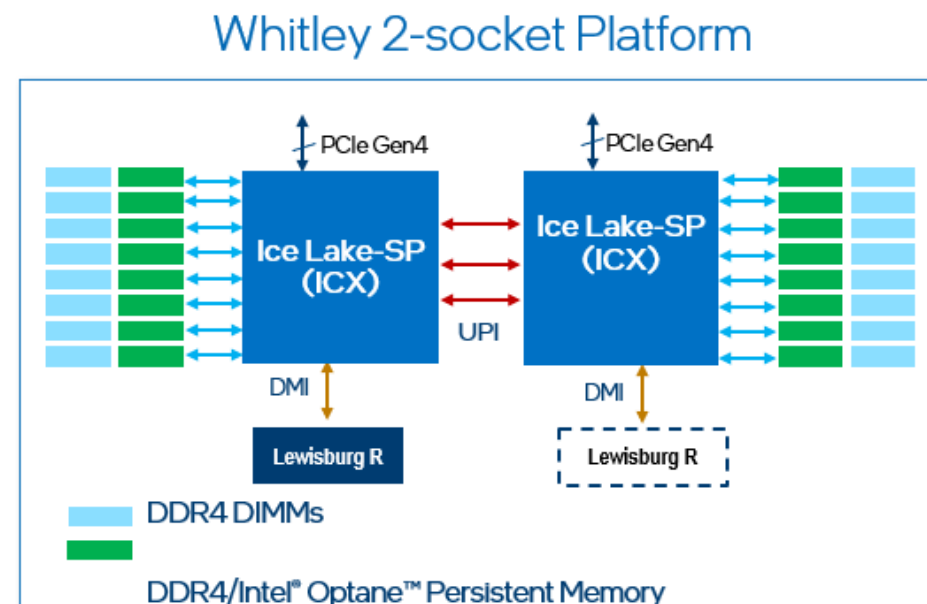 Whitley 2-socket Platform
PCIe Gen4
PCIe Gen4
Ice Lake-SP
(ICX)
Ice Lake-SP
(ICX)
UPI
DMI
DMI
Lewisburg R
Lewisburg R
DDR4 DIMMs
DDR4/Intel® Optane™ Persistent Memory